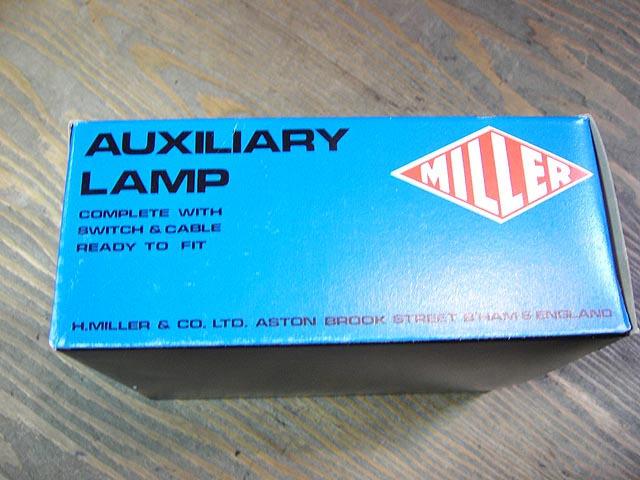 AUXILIARY
LAMP
MILLER
COMPLETE WITH
SWITCH & CABLE
READY TO FIT
H.MILLER & CO. LTD. ASTON BROOK STREET B'HAM 6 ENGLAND